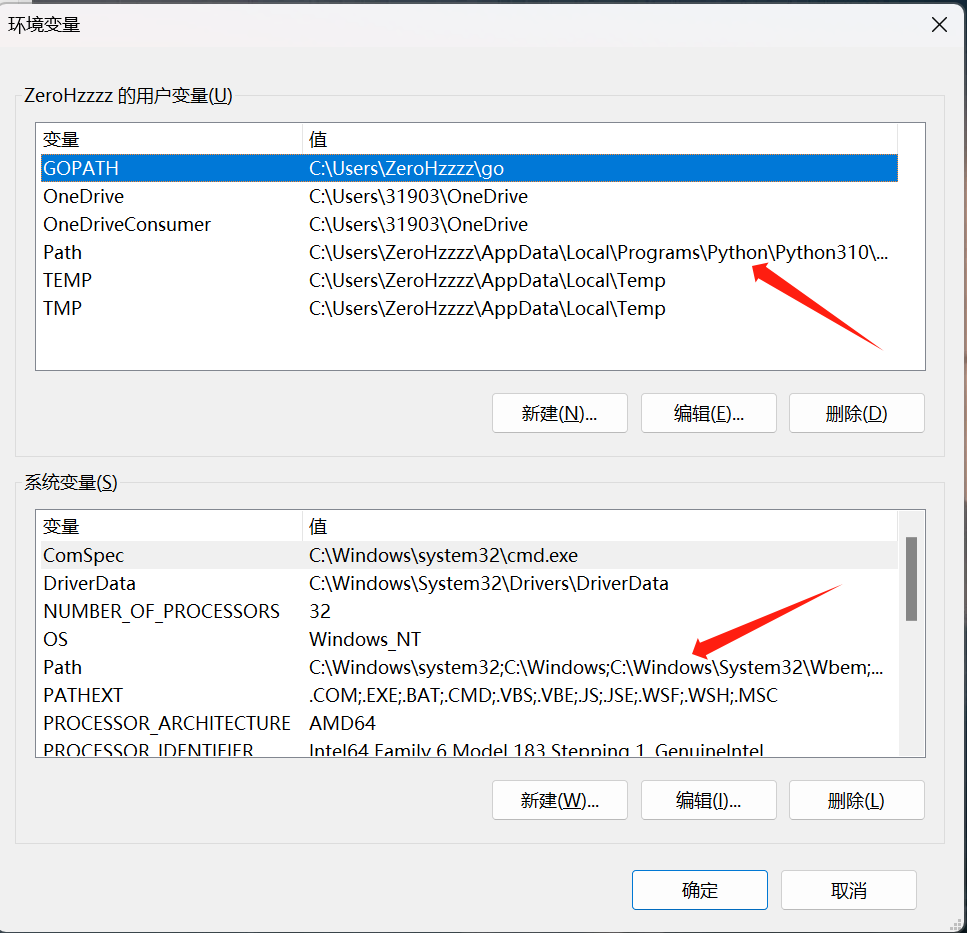 环境变量
ZeroHzzzz 的用户变量(U)
变量 值
GOPATH C:\Users\ZeroHzzzz\go
OneDrive C:\Users\31903\OneDrive
OneDriveConsumer C:\Users\31903\OneDrive
Path C:\Users\ZeroHzzzz\AppData\Local\Programs\Python\Python310\...
TEMP C:\Users\ZeroHzzzz\AppData\Local\Temp
TMP C:\Users\ZeroHzzzz\AppData\Local\Temp
新建(N)... 编辑(E)... 删除(D)
系统变量(S)
变量 值
ComSpec C:\Windows\system32\cmd.exe
DriverData C:\Windows\System32\Drivers\DriverData
NUMBER_OF_PROCESSORS 32
OS Windows_NT
Path C:\Windows\system32;C:\Windows;C:\Windows\System32\Wbem;...
PATHEXT .COM;.EXE;.BAT;.CMD;.VBS;.VBE;.JS;.JSE;.WSF;.WSH;.MSC
PROCESSOR_ARCHITECTURE AMD64
PROCESSOR_IDENTIFIER Intel64 Family 6 Model 183 Stepping 1, GenuineIntel
新建(W)... 编辑(I)... 删除(L)
确定 取消